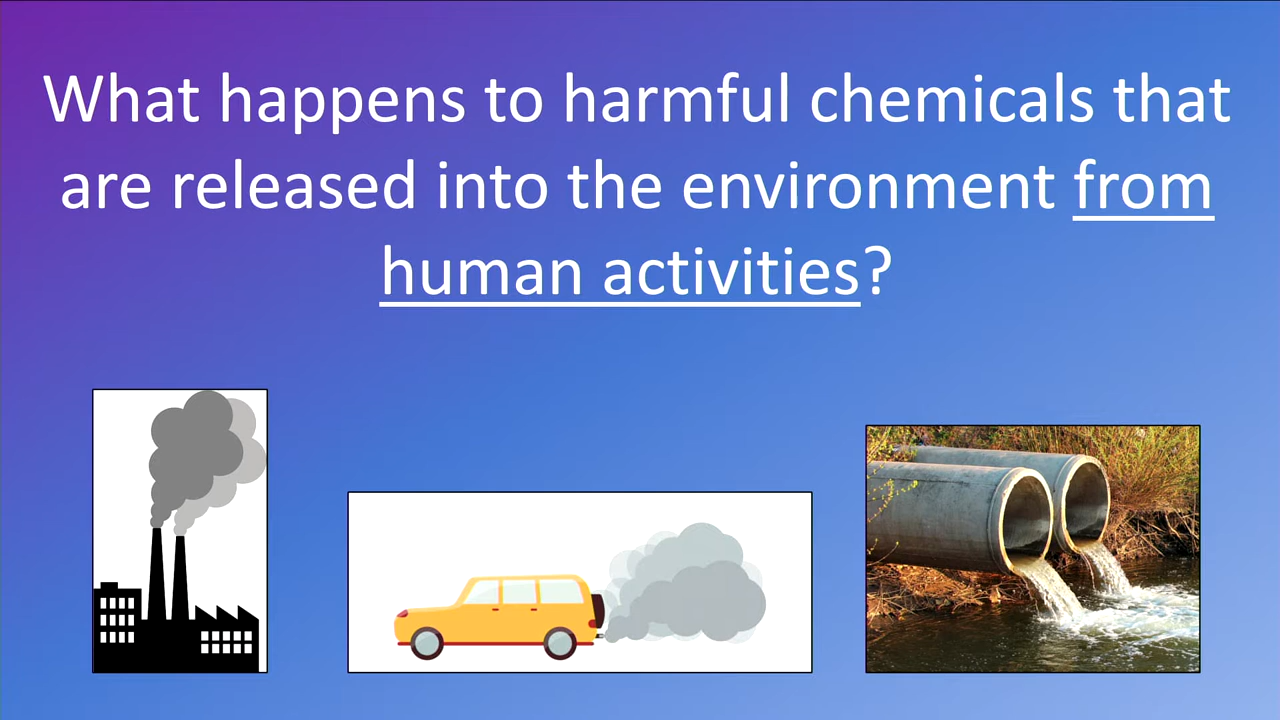 What happens to harmful chemicals that
are released into the environment from
human activities?